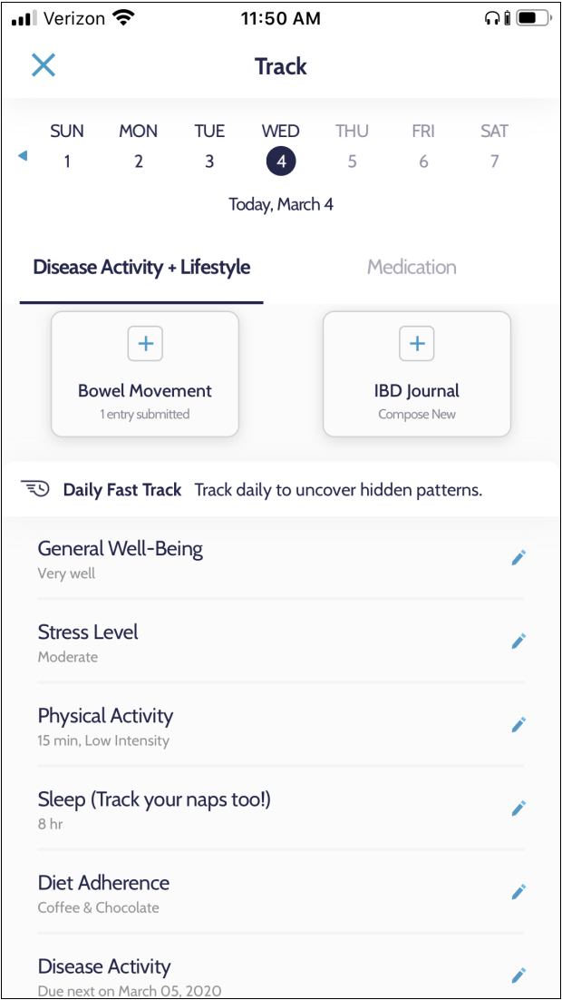 Verizon 11:50 AM
Track
SUN MON TUE WED THU FRI SAT
1 2 3 4 5 6 7
Today, March 4
Disease Activity + Lifestyle Medication
Bowel Movement IBD Journal
1 entry submitted Compose New
Daily Fast Track Track daily to uncover hidden patterns.
General Well-Being
Very well
Stress Level
Moderate
Physical Activity
15 min, Low Intensity
Sleep (Track your naps too!)
8 hr
Diet Adherence
Coffee & Chocolate
Disease Activity
Due next on March 05, 2020